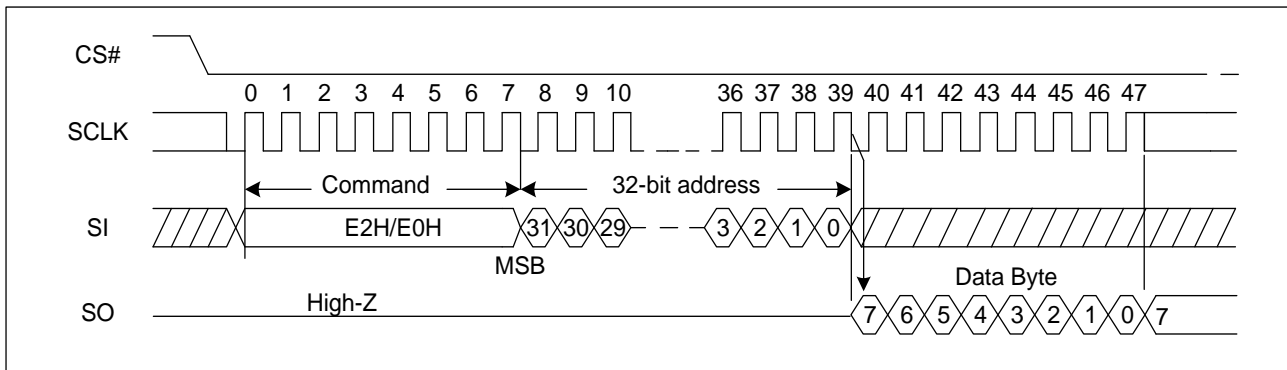 CS#
0 1 2 3 4 5 6 7 8 9 10 36 37 38 39 40 41 42 43 44 45 46 47
SCLK
Command 32-bit address
SI E2H/E0H 31 30 29 3 2 1 0
MSB Data Byte
High-Z
SO 7 6 5 4 3 2 1 0 7